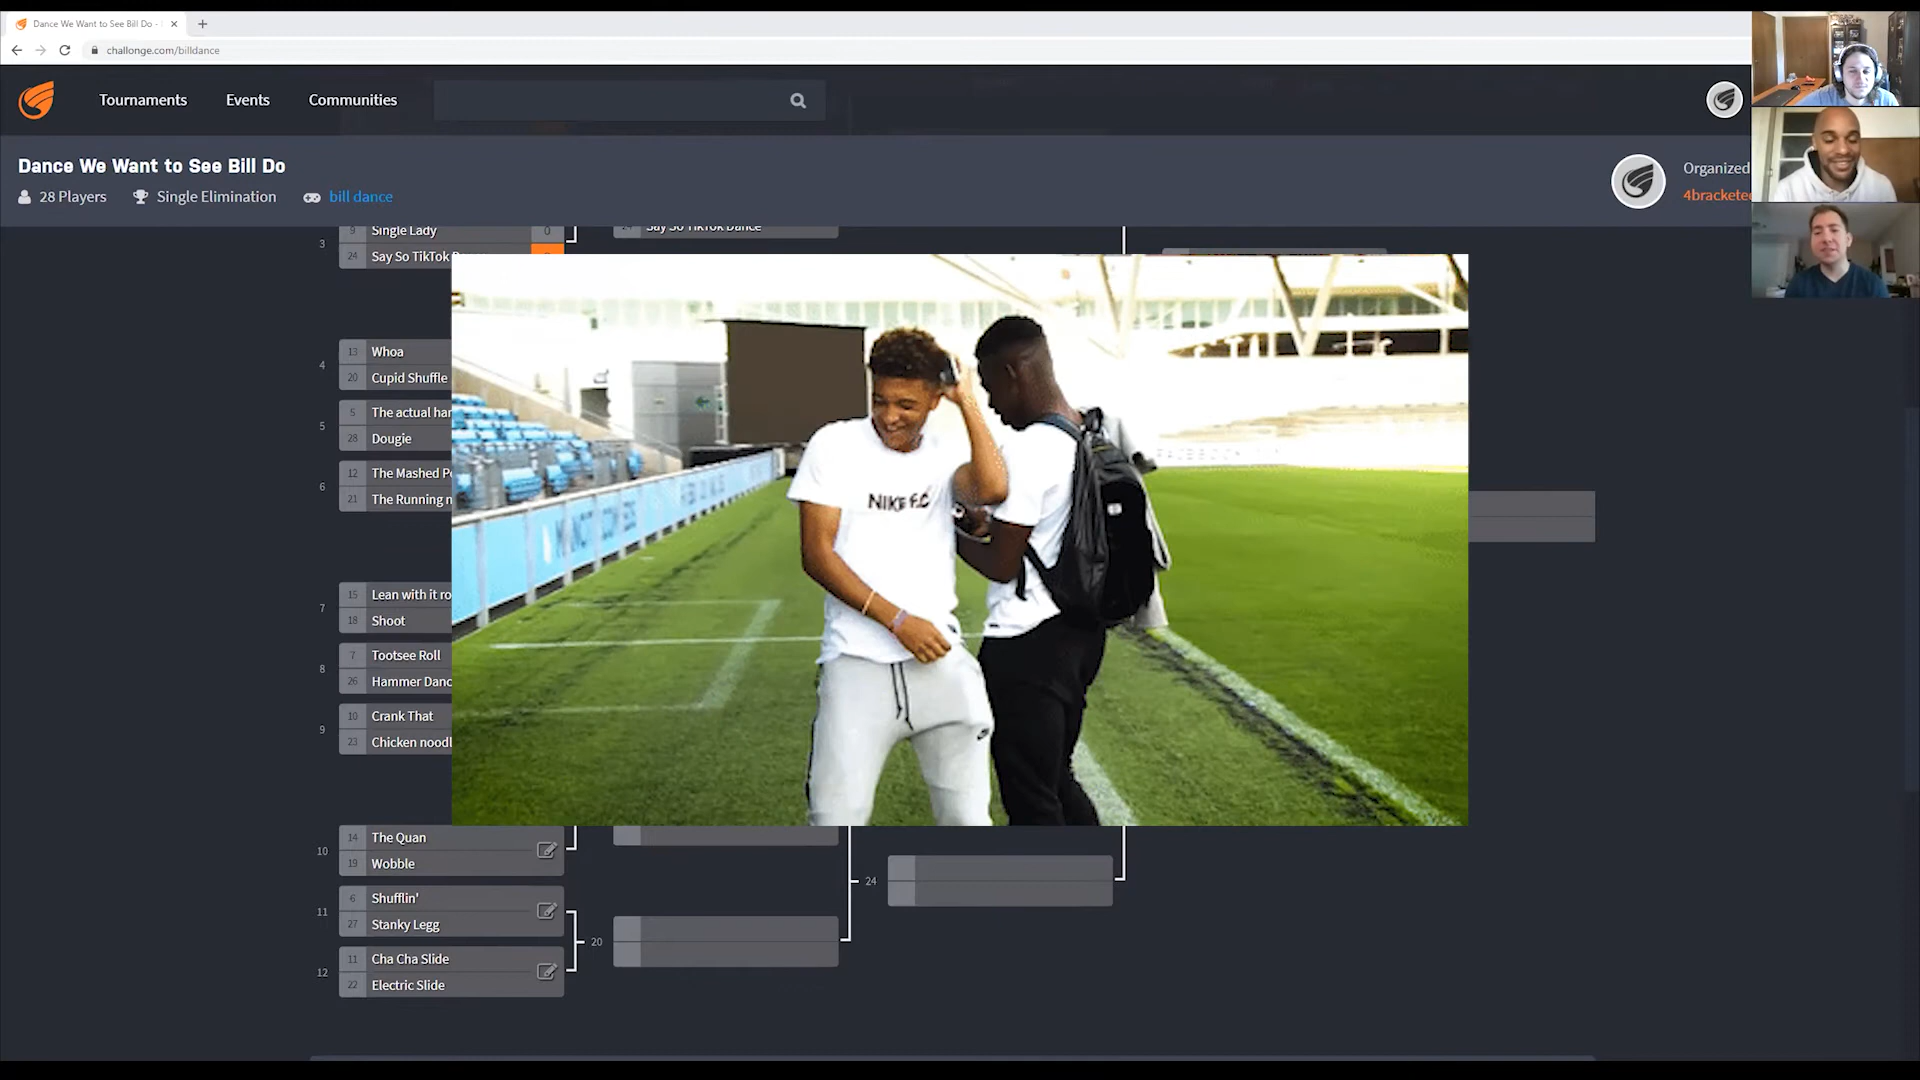 Dance We Want to See Bill Do -
challonge.com/billdance
Tournaments
Events
Communities
Dance We Want to See Bill Do
28 Players
Single Elimination
bill dance
Organized
3
9 Single Lady 0
24 Say So TikTok
24 Say So TikTok Dance
4
13 Whoa
20 Cupid Shuffle
5
5 The actual
28 Dougie
6
12 The Mashed
21 The Running
NIKE F.C
7
15 Lean with it
18 Shoot
8
7 Tootsee Roll
26 Hammer
9
10 Crank That
23 Chicken
10
14 The Quan
19 Wobble
11
6 Shufflin'
27 Stanky Legg
12
11 Cha Cha Slide
22 Electric Slide
20
24